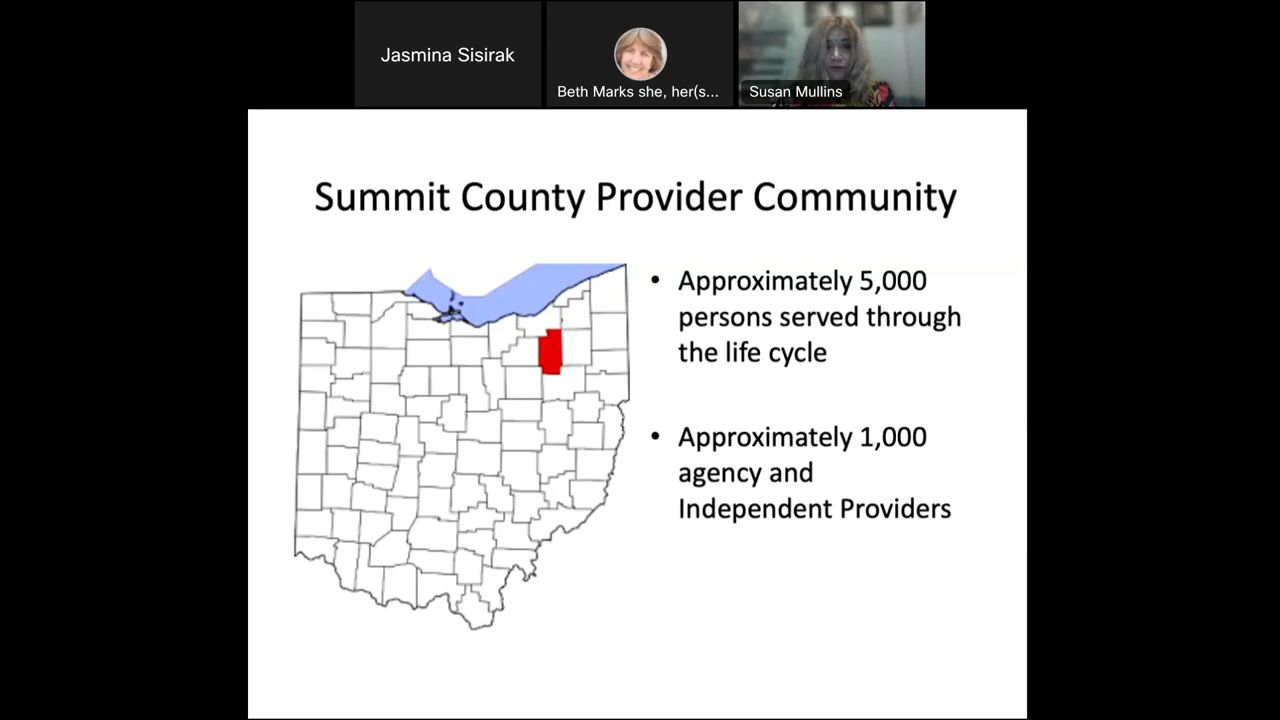 Jasmina Sisirak
Beth Marks she, her(s...
Susan Mullins
Summit County Provider Community
• Approximately 5,000
persons served through
the life cycle
• Approximately 1,000
agency and
Independent Providers